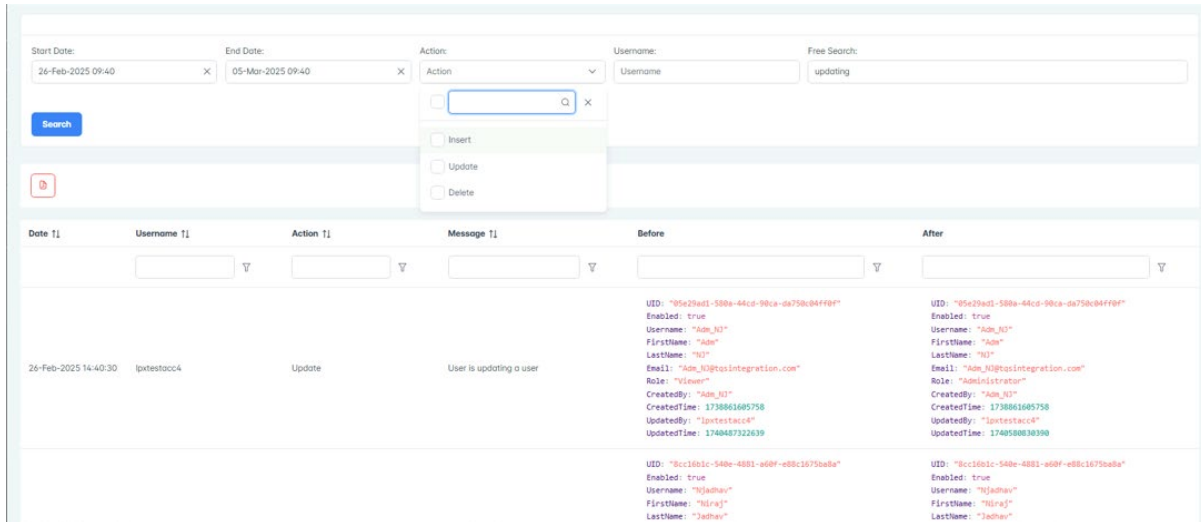 Start Date: End Date: Action: Username: Free Search:
26-Feb-2025 09:40 05-Mar-2025 09:40 Action Username updating
Search
Insert
Update
Delete
Date Username Action Message Before After
26-Feb-2025 14:40:30 lpxtestacc4 Update User is updating a user
UID: "05e29ad1-580a-44cd-90ca-da750c04ff0f"
Enabled: true
Username: "Adm_NJ"
FirstName: "Adm"
LastName: "NJ"
Email: "Adm_NJ@tqsintegration.com"
Role: "Viewer"
CreatedBy: "Adm_NJ"
CreatedTime: 1738861605758
UpdatedBy: "lpxtestacc4"
UpdatedTime: 1740487322639
UID: "05e29ad1-580a-44cd-90ca-da750c04ff0f"
Enabled: true
Username: "Adm_NJ"
FirstName: "Adm"
LastName: "NJ"
Email: "Adm_NJ@tqsintegration.com"
Role: "Administrator"
CreatedBy: "Adm_NJ"
CreatedTime: 1738861605758
UpdatedBy: "lpxtestacc4"
UpdatedTime: 1740580830390
UID: "8cc16b1c-540e-4881-a60f-e88c1675ba8a"
Enabled: true
Username: "Njadhav"
FirstName: "Niraj"
LastName: "Jadhav"
UID: "8cc16b1c-540e-4881-a60f-e88c1675ba8a"
Enabled: true
Username: "Njadhav"
FirstName: "Niraj"
LastName: "Jadhav"